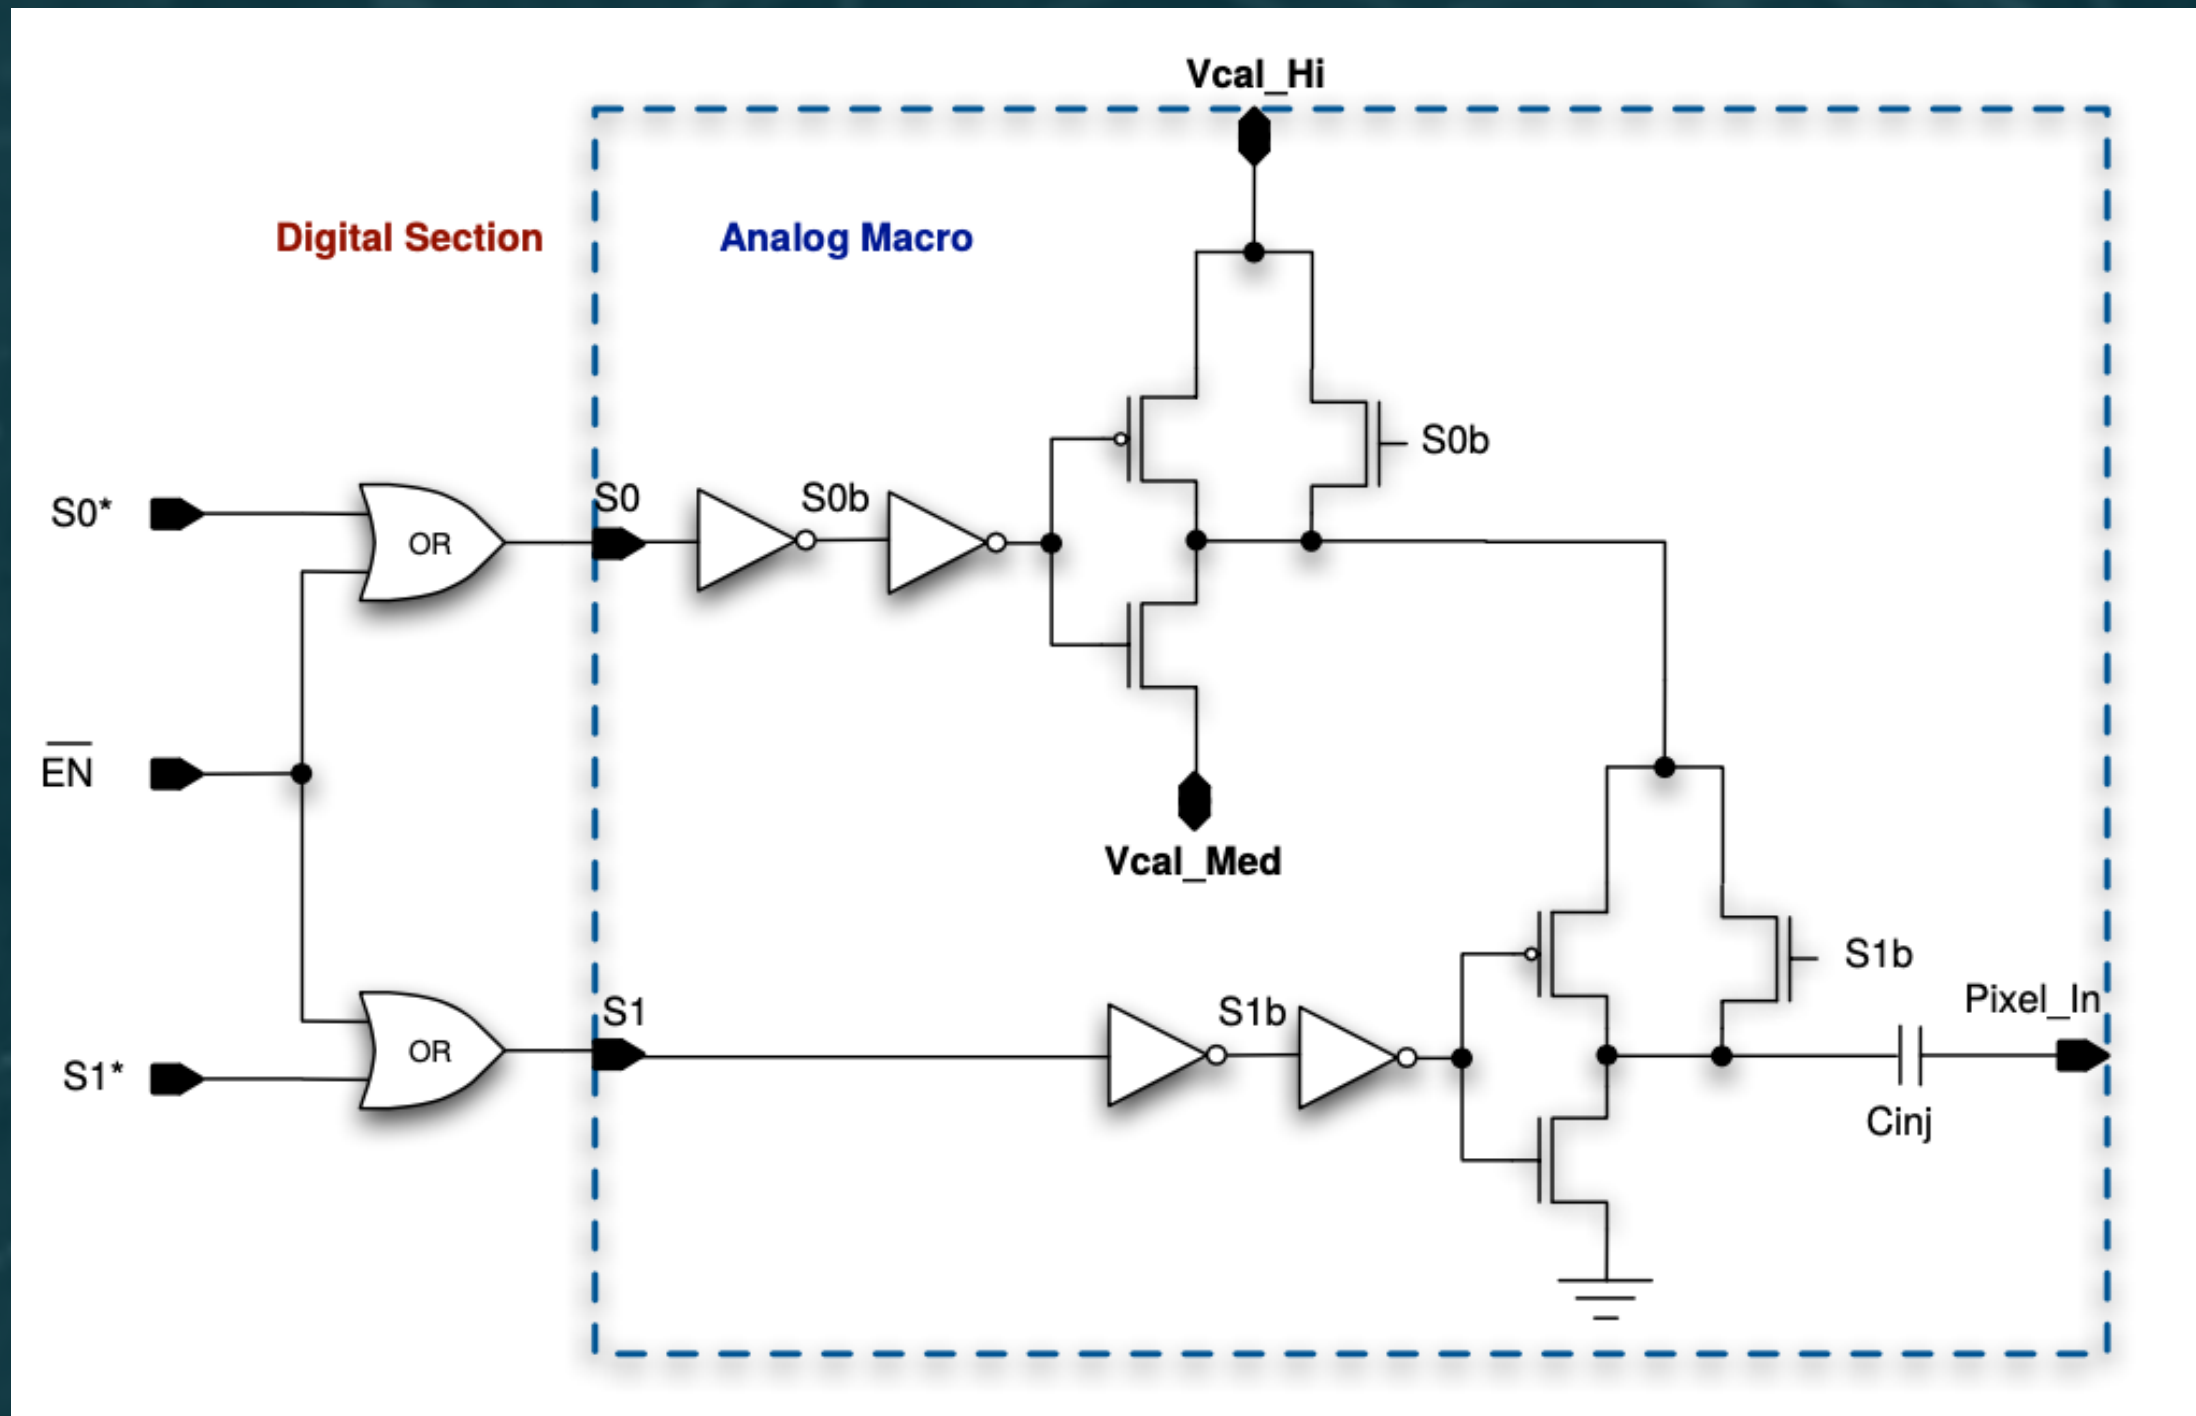 Vcal_Hi
Digital Section
Analog Macro
S0b
S0*
OR
S0
S0b
EN
Vcal_Med
S1b
Pixel_In
S1*
OR
S1
S1b
Cinj